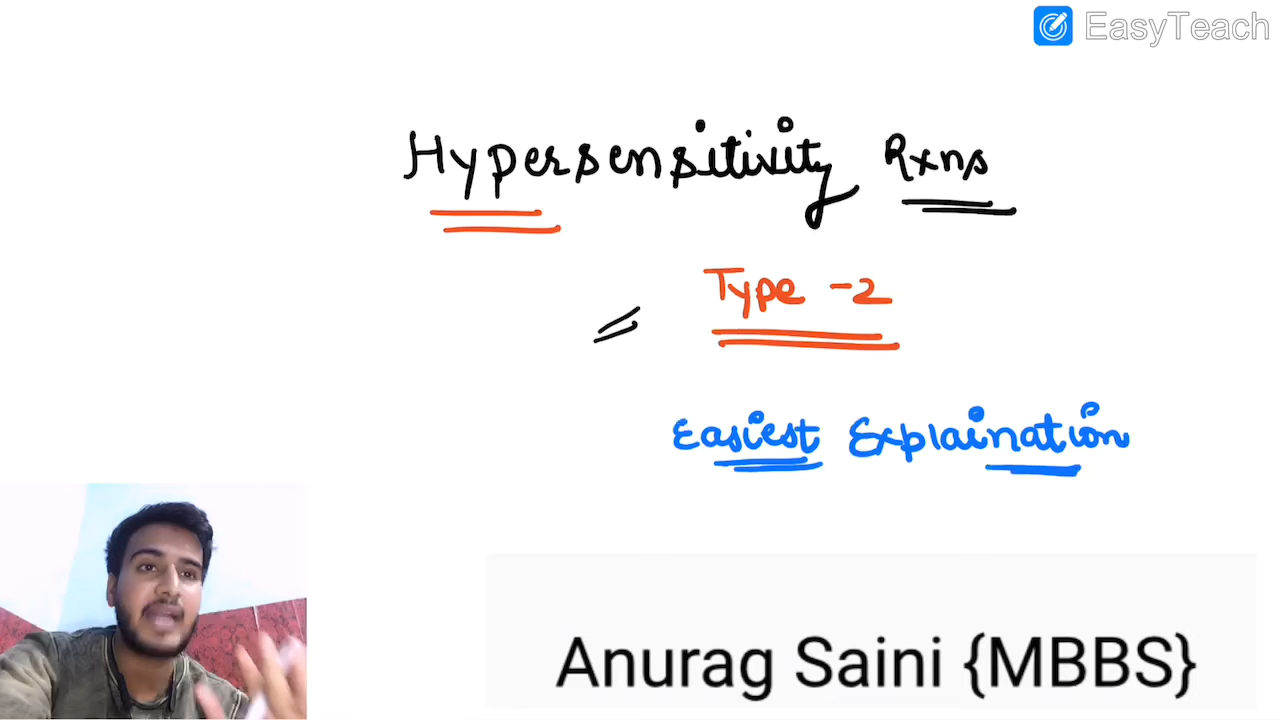 EasyTeach
Hypersensitivity Rxns
Type -2
Easiest Explaination
Anurag Saini {MBBS}